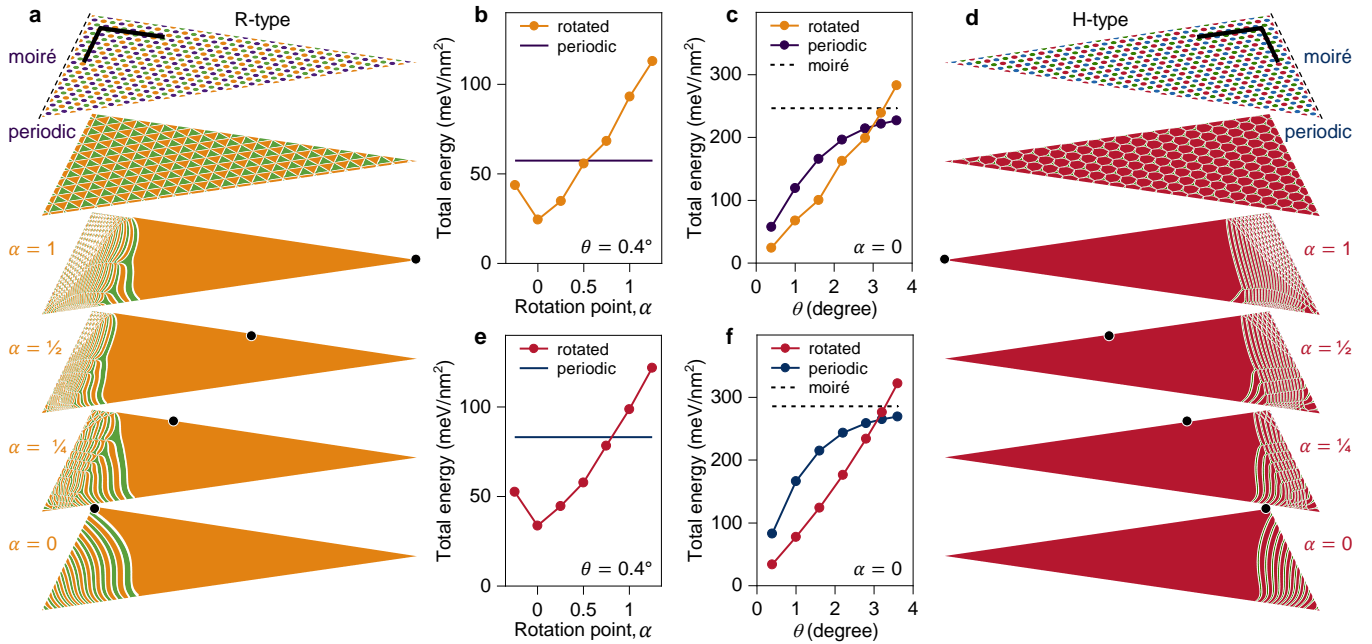 a R-type
moiré
periodic
α = 1
α = ½
α = ¼
α = 0
b
Total energy (meV/nm²)
100
50
0
rotated
periodic
θ = 0.4°
0 0.5 1
Rotation point, α
c
Total energy (meV/nm²)
300
200
100
0
rotated
periodic
moiré
α = 0
0 1 2 3 4
θ (degree)
d H-type
moiré
periodic
α = 1
α = ½
α = ¼
α = 0
e
Total energy (meV/nm²)
100
50
0
rotated
periodic
θ = 0.4°
0 0.5 1
Rotation point, α
f
Total energy (meV/nm²)
300
200
100
0
rotated
periodic
moiré
α = 0
0 1 2 3 4
θ (degree)